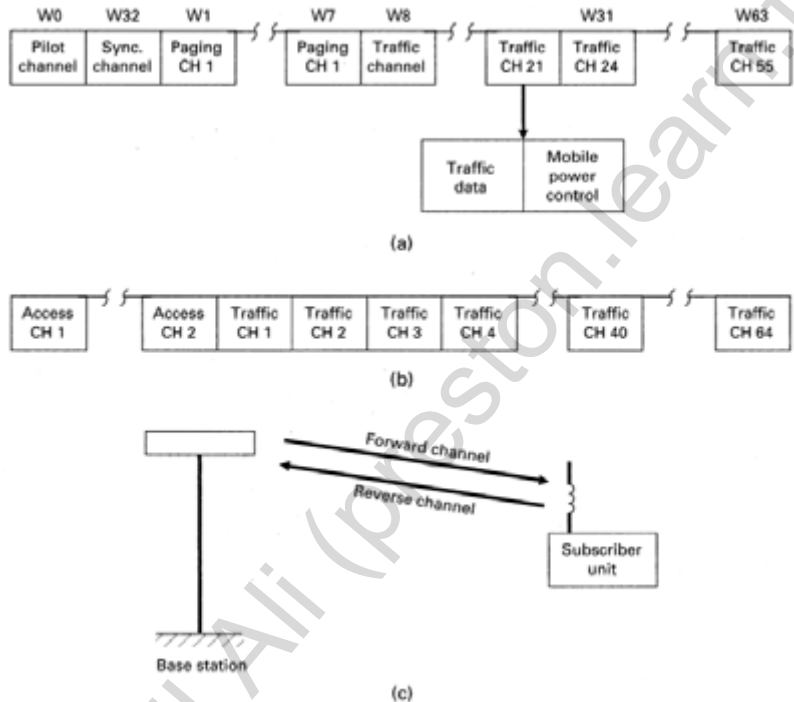 W0 W32 W1 W7 W8 W31 W63
Pilot channel
Sync. channel
Paging CH 1
Paging CH 1
Traffic channel
Traffic CH 21
Traffic CH 24
Traffic CH 55
Traffic data
Mobile power control
(a)
Access CH 1
Access CH 2
Traffic CH 1
Traffic CH 2
Traffic CH 3
Traffic CH 4
Traffic CH 40
Traffic CH 64
(b)
Forward channel
Reverse channel
Subscriber unit
Base station
(c)
Ali (preston.learn.